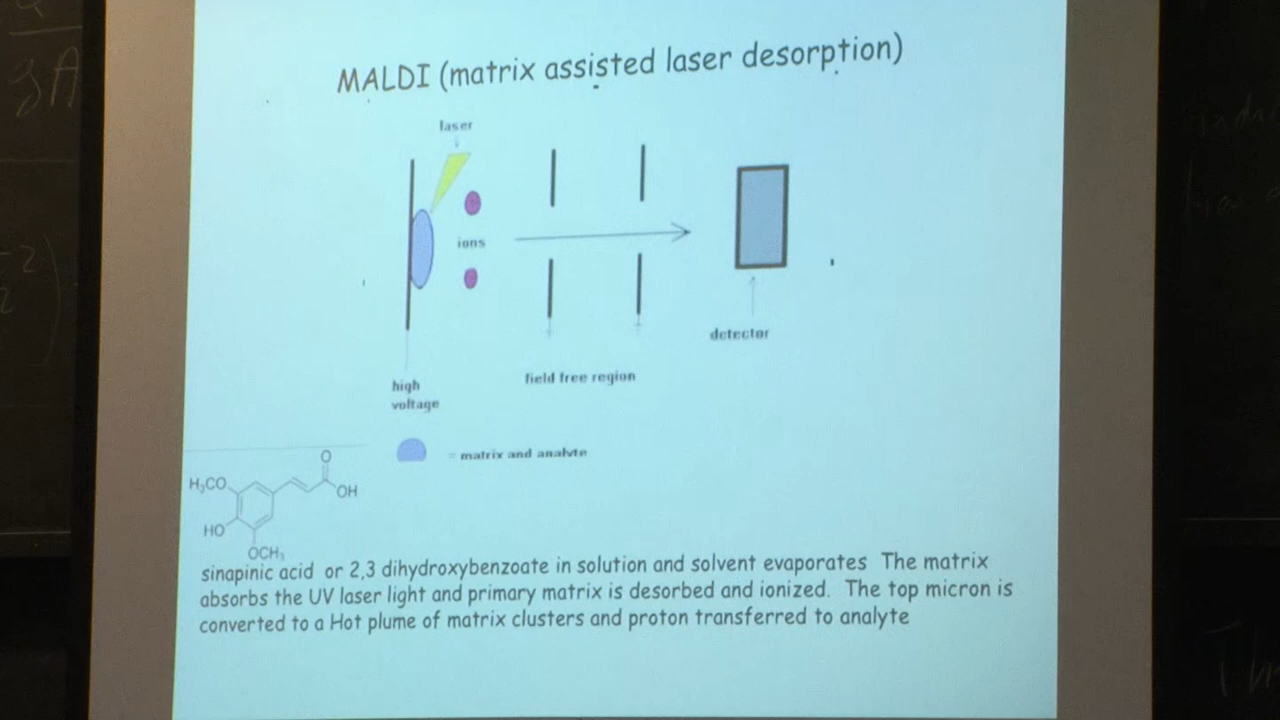 MALDI (matrix assisted laser desorption)
laser
ions
detector
field free region
high
voltage
= matrix and analyte
O
H3CO
OH
HO
OCH3
sinapinic acid or 2,3 dihydroxybenzoate in solution and solvent evaporates The matrix
absorbs the UV laser light and primary matrix is desorbed and ionized. The top micron is
converted to a Hot plume of matrix clusters and proton transferred to analyte